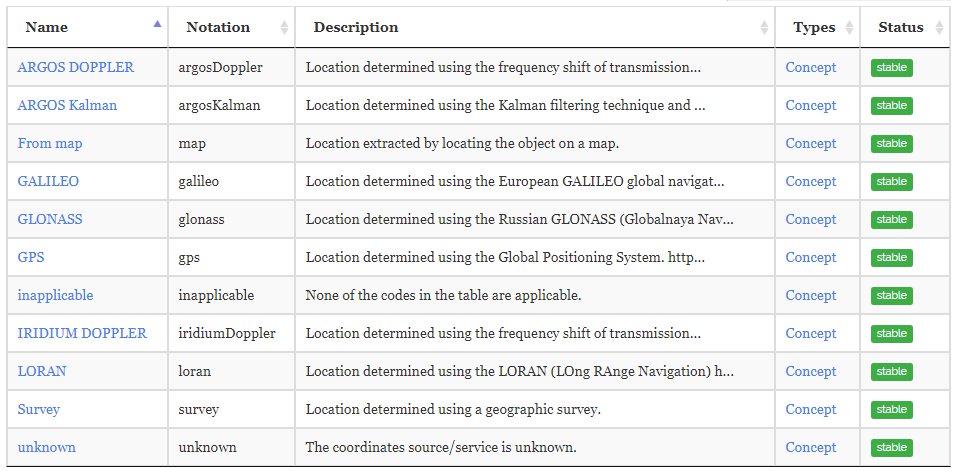 Name Notation Description Types Status
ARGOS DOPPLER argosDoppler Location determined using the frequency shift of transmission... Concept stable
ARGOS Kalman argosKalman Location determined using the Kalman filtering technique and ... Concept stable
From map map Location extracted by locating the object on a map. Concept stable
GALILEO galileo Location determined using the European GALILEO global navigat... Concept stable
GLONASS glonass Location determined using the Russian GLONASS (Globalnaya Nav... Concept stable
GPS gps Location determined using the Global Positioning System. http... Concept stable
inapplicable inapplicable None of the codes in the table are applicable. Concept stable
IRIDIUM DOPPLER iridiumDoppler Location determined using the frequency shift of transmission... Concept stable
LORAN loran Location determined using the LORAN (LOng RAnge Navigation) h... Concept stable
Survey survey Location determined using a geographic survey. Concept stable
unknown unknown The coordinates source/service is unknown. Concept stable